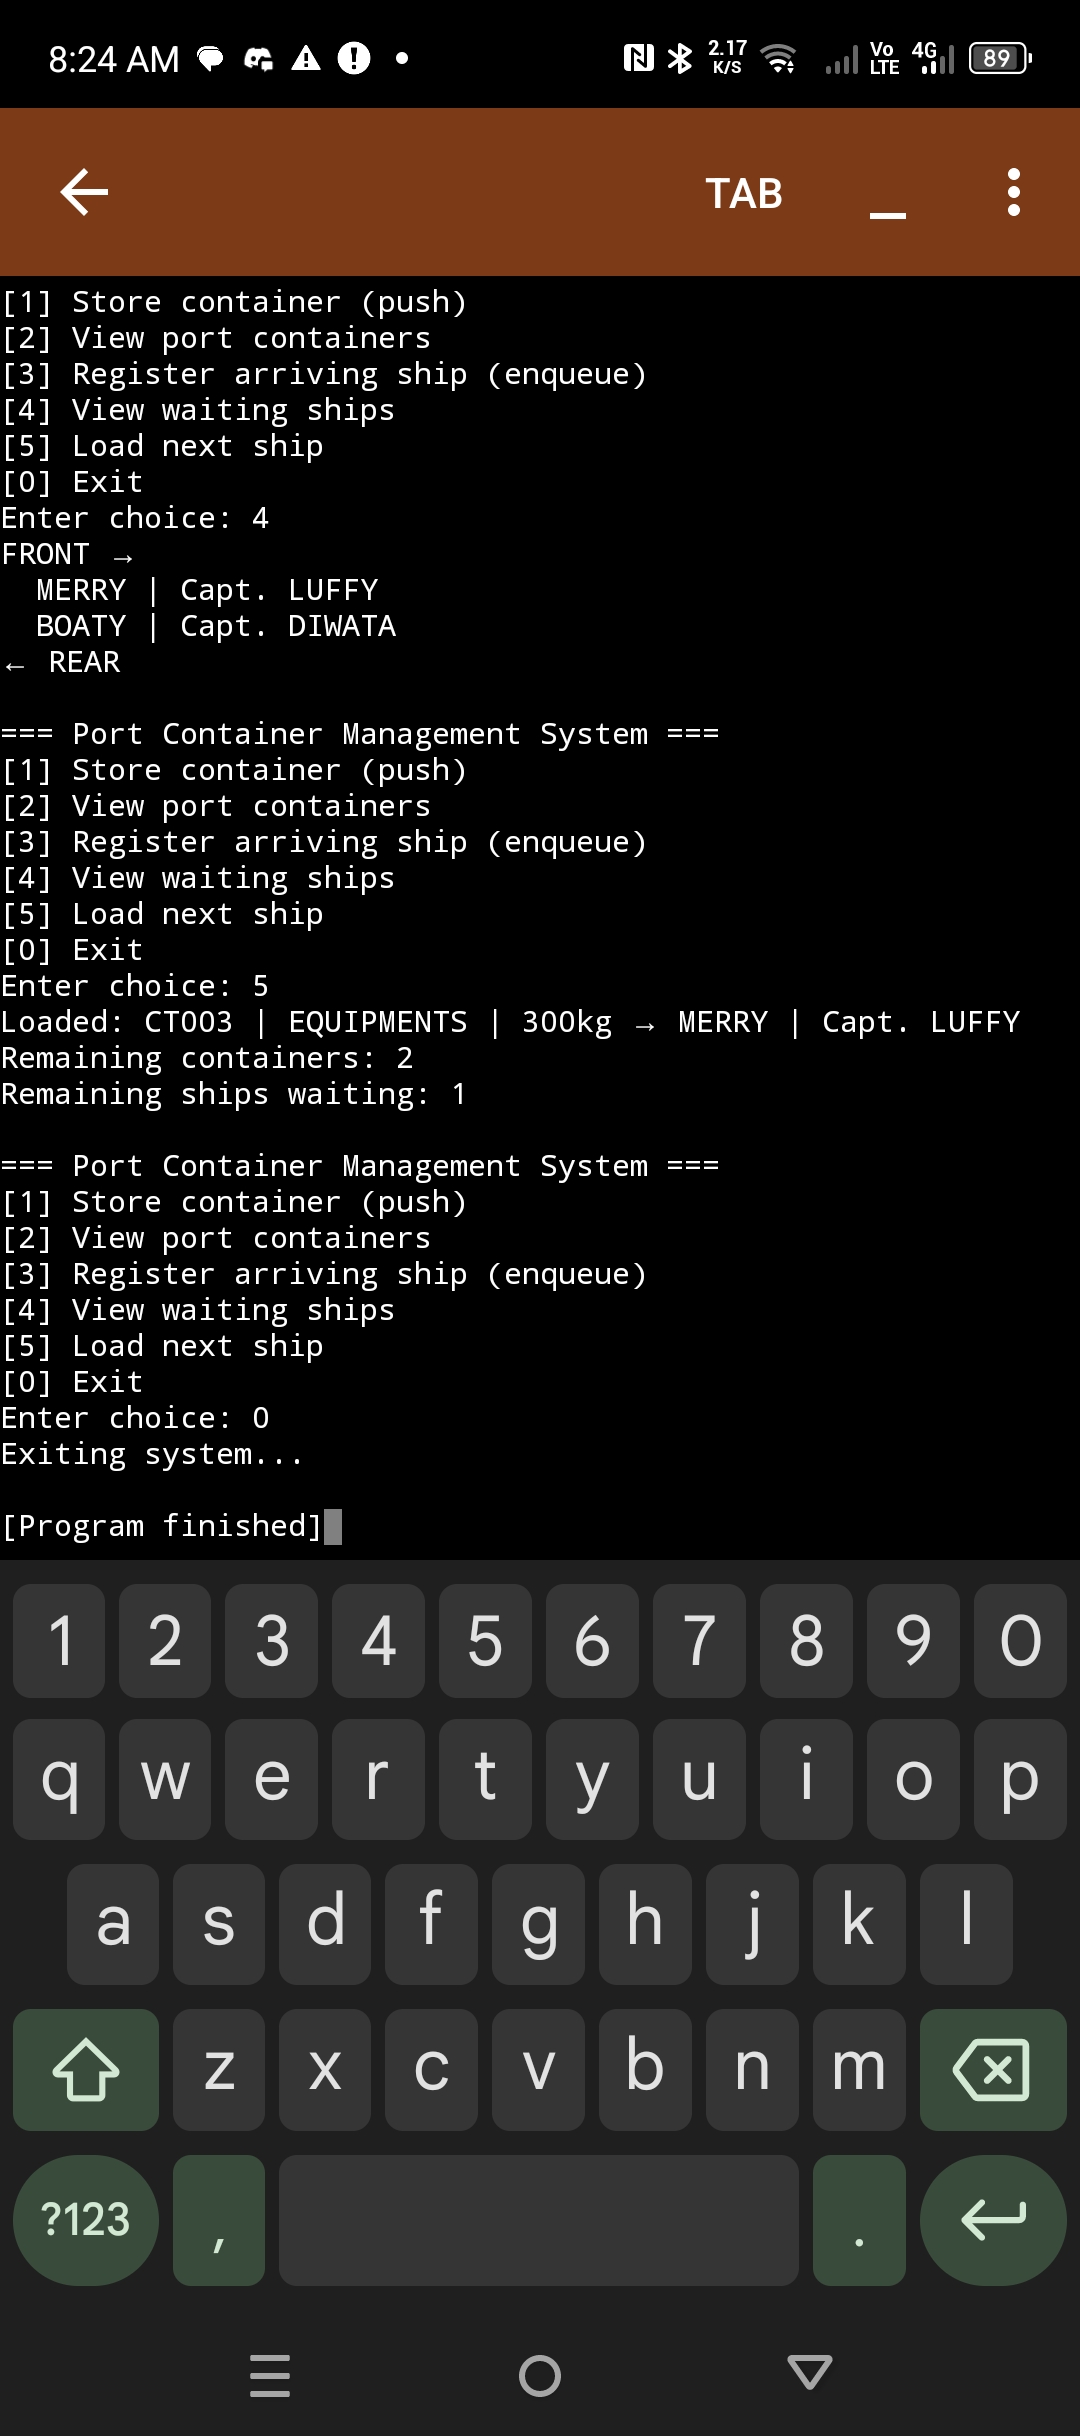 8:24 AM 2.17 K/S Vo LTE 4G 89
TAB
[1] Store container (push)
[2] View port containers
[3] Register arriving ship (enqueue)
[4] View waiting ships
[5] Load next ship
[0] Exit
Enter choice: 4
FRONT →
  MERRY | Capt. LUFFY
  BOATY | Capt. DIWATA
← REAR

=== Port Container Management System ===
[1] Store container (push)
[2] View port containers
[3] Register arriving ship (enqueue)
[4] View waiting ships
[5] Load next ship
[0] Exit
Enter choice: 5
Loaded: CT003 | EQUIPMENTS | 300kg → MERRY | Capt. LUFFY
Remaining containers: 2
Remaining ships waiting: 1

=== Port Container Management System ===
[1] Store container (push)
[2] View port containers
[3] Register arriving ship (enqueue)
[4] View waiting ships
[5] Load next ship
[0] Exit
Enter choice: 0
Exiting system...

[Program finished]
1 2 3 4 5 6 7 8 9 0
q w e r t y u i o p
a s d f g h j k l
z x c v b n m
?123 , .